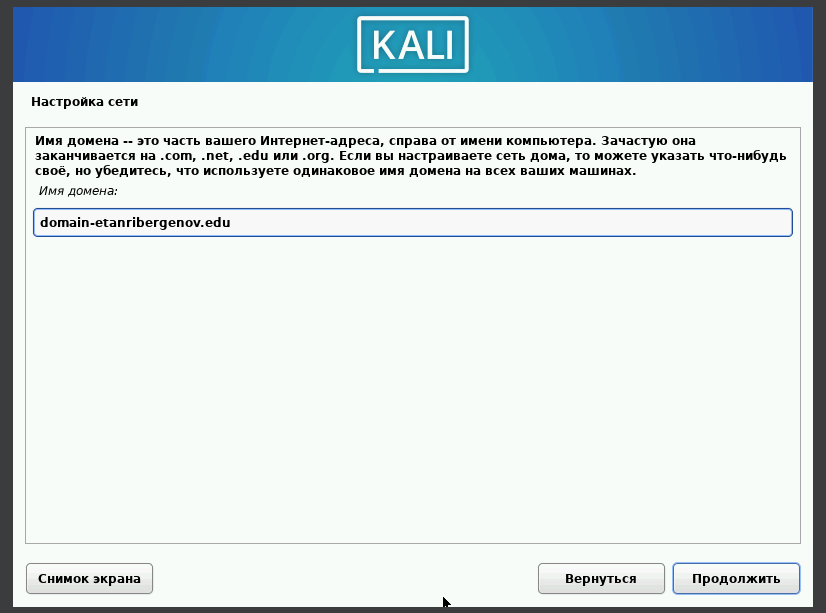 KALI
Настройка сети
Имя домена -- это часть вашего Интернет-адреса, справа от имени компьютера. Зачастую она
заканчивается на .com, .net, .edu или .org. Если вы настраиваете сеть дома, то можете указать что-нибудь
своё, но убедитесь, что используете одинаковое имя домена на всех ваших машинах.
Имя домена:
domain-etanribergenov.edu
Снимок экрана
Вернуться
Продолжить